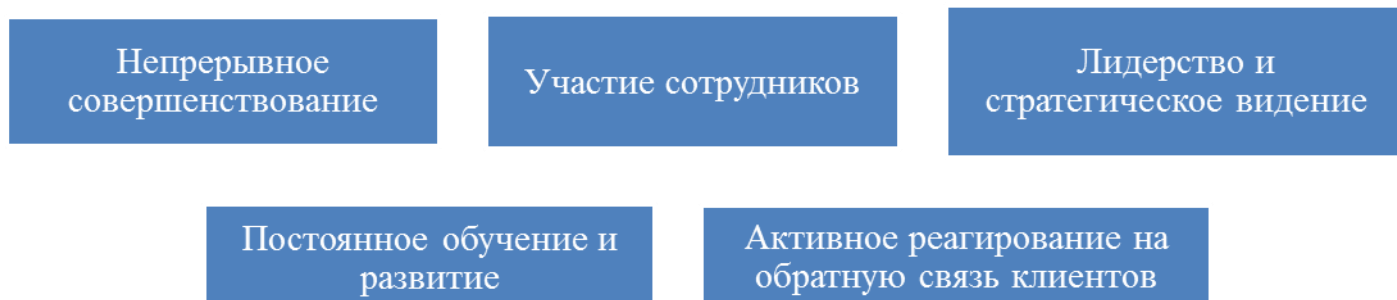 Непрерывное
совершенствование
Участие сотрудников
Лидерство и
стратегическое видение
Постоянное обучение и
развитие
Активное реагирование на
обратную связь клиентов